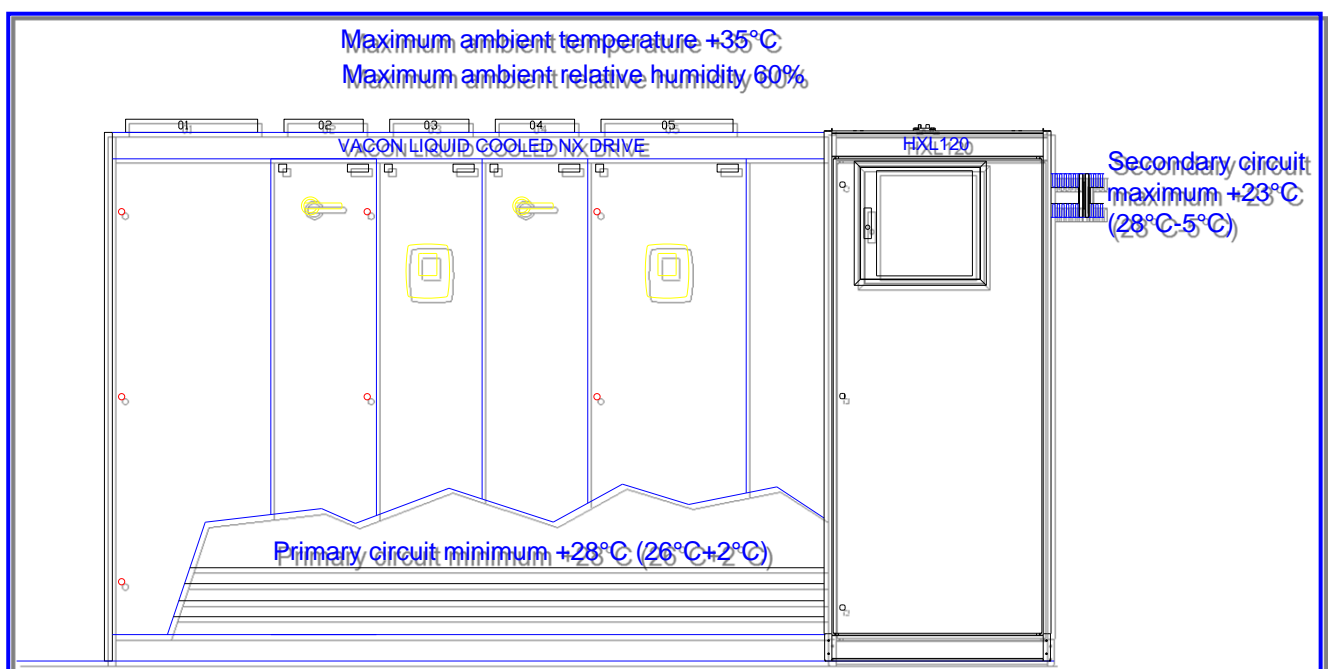 Maximum ambient temperature +35°C
Maximum ambient relative humidity 60%
01 02 03 04 05
VACON LIQUID COOLED NX DRIVE
HXL120
Secondary circuit
maximum +23°C
(28°C-5°C)
Primary circuit minimum +28°C (26°C+2°C)